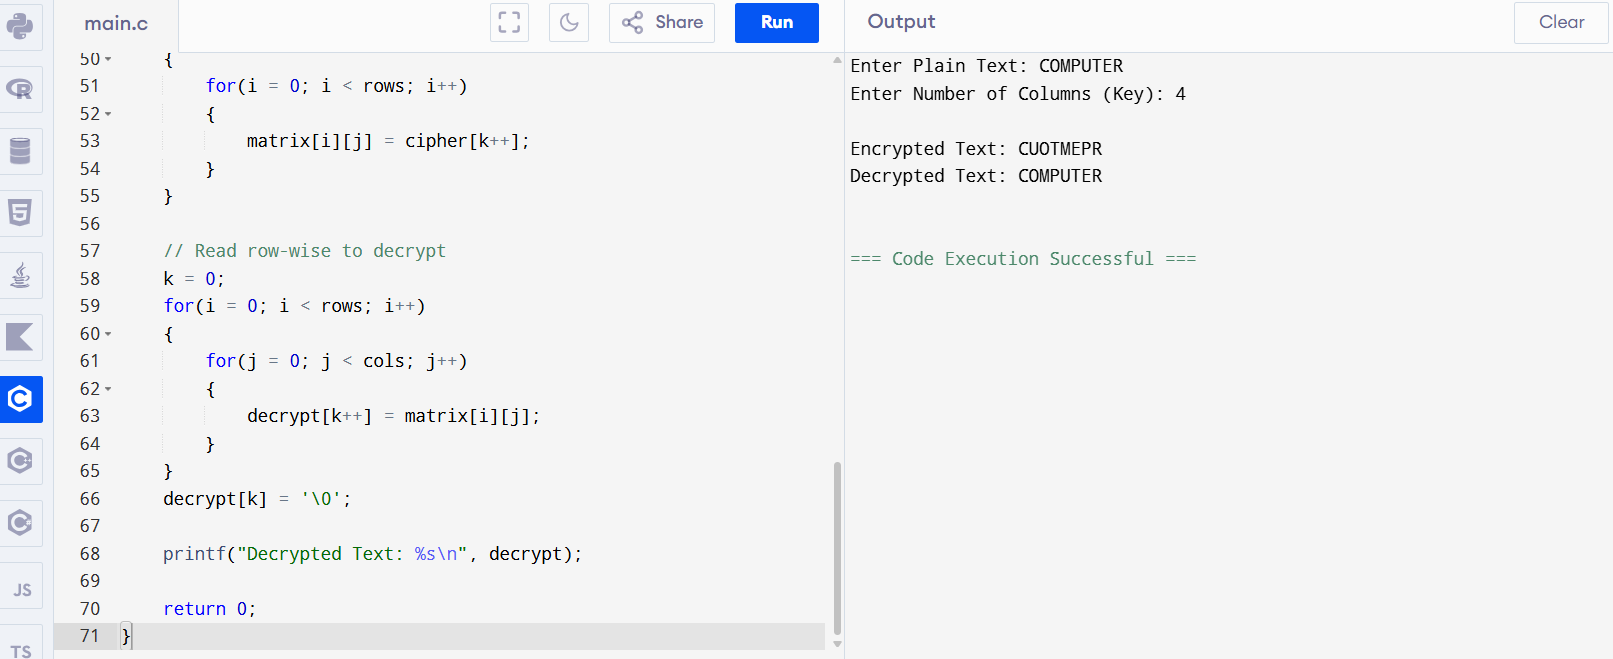 main.c
Share
Run
Output
Clear
50 {
51 for(i = 0; i < rows; i++)
52 {
53 matrix[i][j] = cipher[k++];
54 }
55 }
56
57 // Read row-wise to decrypt
58 k = 0;
59 for(i = 0; i < rows; i++)
60 {
61 for(j = 0; j < cols; j++)
62 {
63 decrypt[k++] = matrix[i][j];
64 }
65 }
66 decrypt[k] = '\0';
67
68 printf("Decrypted Text: %s\n", decrypt);
69
70 return 0;
71 }
Enter Plain Text: COMPUTER
Enter Number of Columns (Key): 4
Encrypted Text: CUOTMEPR
Decrypted Text: COMPUTER
=== Code Execution Successful ===
R
5
C
C
C
JS
TS